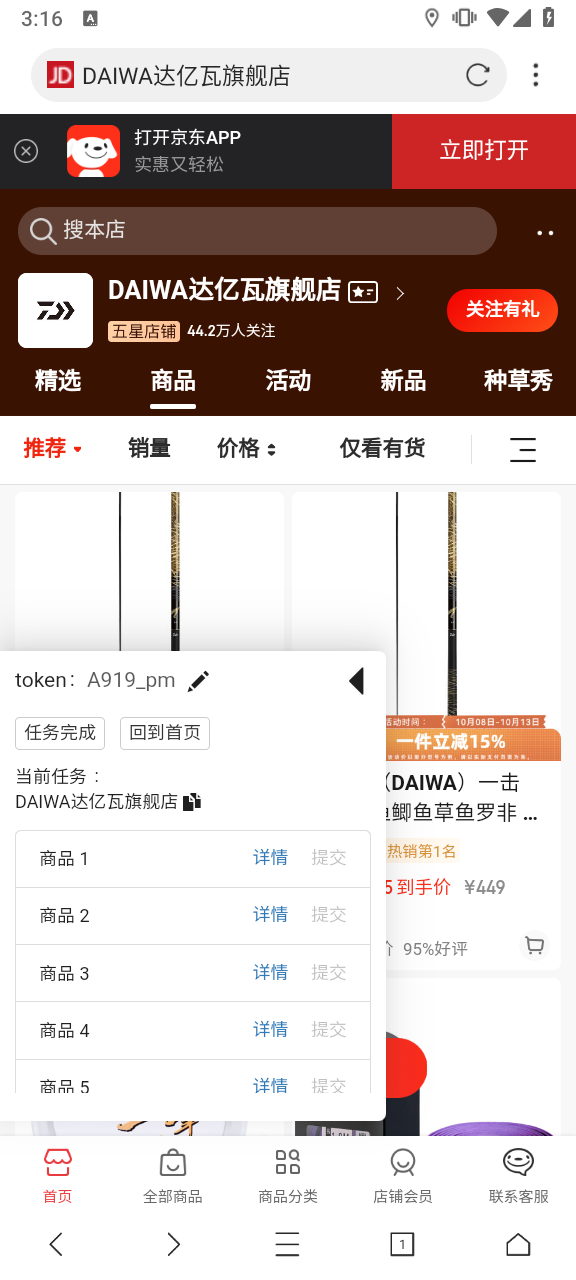 3:16
A
JD DAIWA达亿瓦旗舰店
打开京东APP
实惠又轻松
立即打开
搜本店
DAIWA达亿瓦旗舰店
五星店铺 44.2万人关注
关注有礼
精选 商品 活动 新品 种草秀
推荐 销量 价格 仅看有货
活动时间： 10月08日-10月13日
一件立减15%
（DAIWA）一击
鲫鱼草鱼罗非 ...
热销第1名
5 到手价 ¥449
95%好评
token： A919_pm
任务完成 回到首页
当前任务：
DAIWA达亿瓦旗舰店
商品 1 详情 提交
商品 2 详情 提交
商品 3 详情 提交
商品 4 详情 提交
商品 5 详情 提交
首页 全部商品 商品分类 店铺会员 联系客服
1